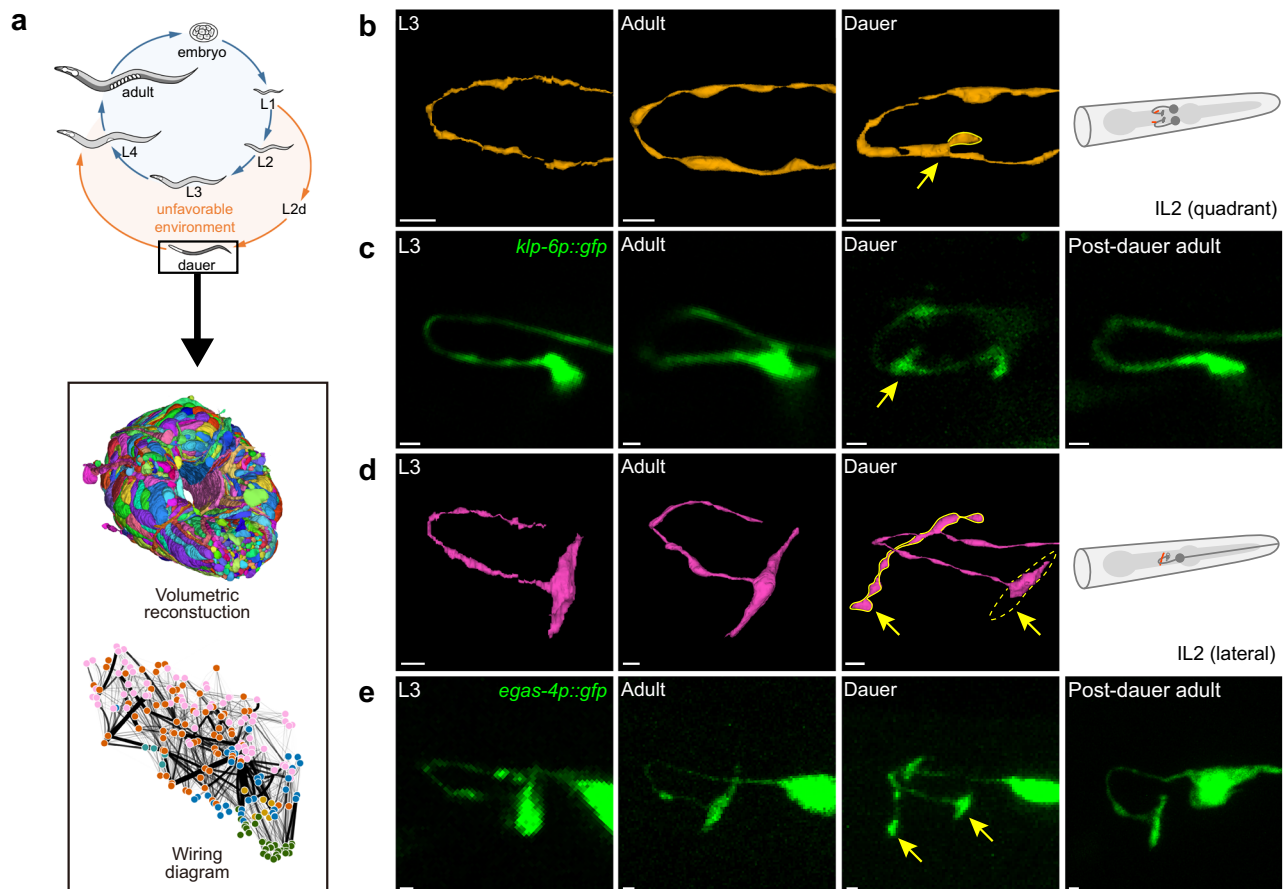 a
embryo
adult
L1
L4
L2
L3
unfavorable
environment
L2d
dauer
Volumetric
reconstuction
Wiring
diagram
b
L3
Adult
Dauer
IL2 (quadrant)
c
L3
klp-6p::gfp
Adult
Dauer
Post-dauer adult
d
L3
Adult
Dauer
IL2 (lateral)
e
L3
egas-4p::gfp
Adult
Dauer
Post-dauer adult